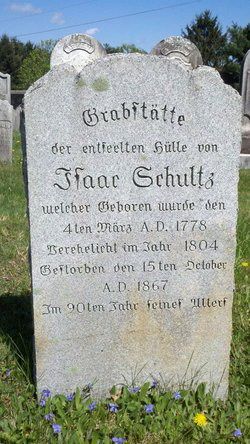 Grabstätte
der entseelten Hülle von
Isaac Schultz
welcher Geboren wurde den
4ten März A.D. 1778
Verehelicht im Jahr 1804
Gestorben den 15ten October
A.D. 1867
Im 90ten Jahr seines Alters